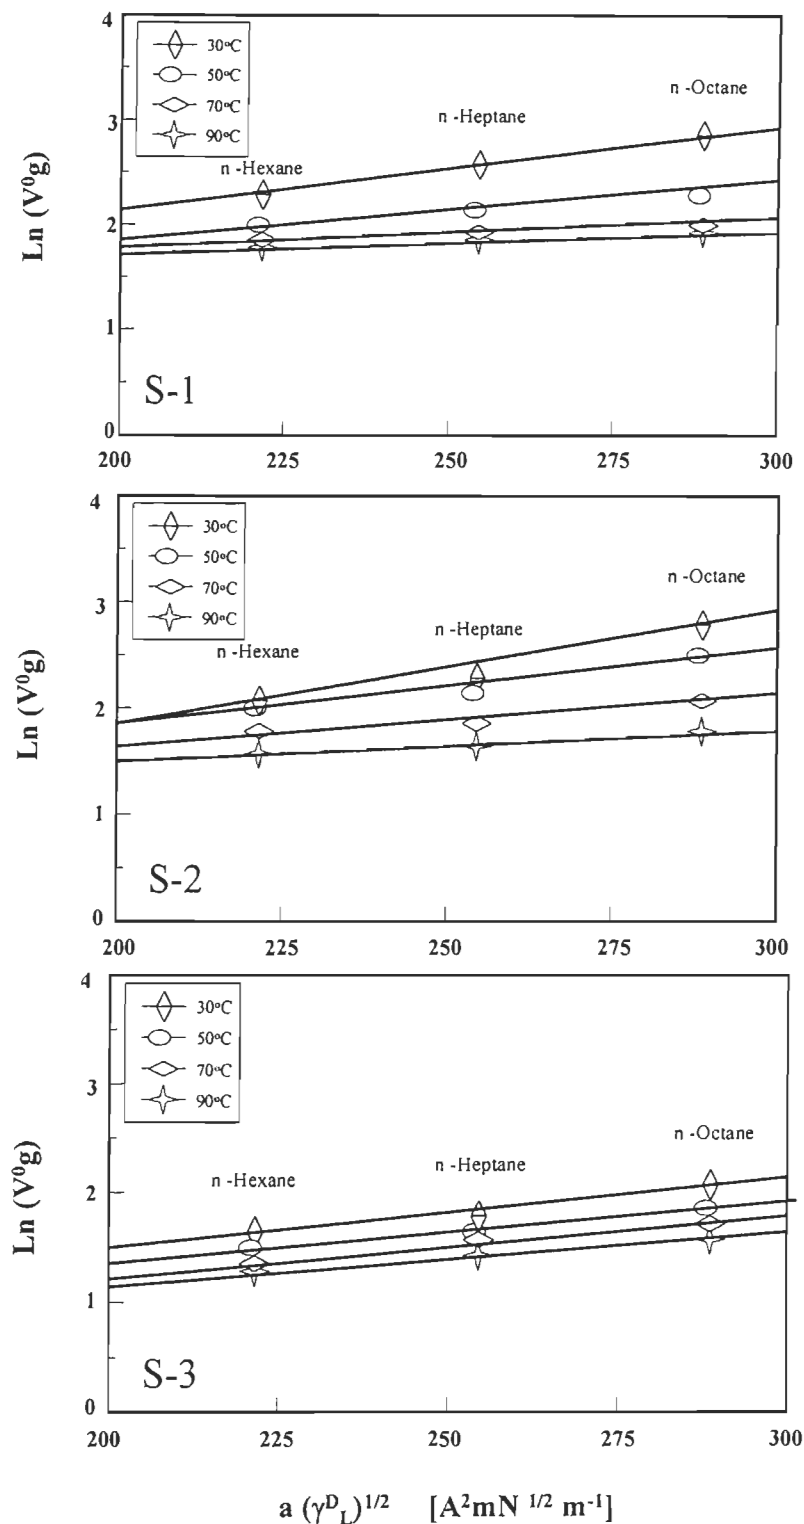 4
30°C
50°C
70°C
90°C
n -Octane
n -Heptane
n -Hexane
3
2
1
0
Ln (V⁰g)
S-1
200 225 250 275 300
4
30°C
50°C
70°C
90°C
n -Octane
n -Heptane
n -Hexane
3
2
1
0
Ln (V⁰g)
S-2
200 225 250 275 300
4
30°C
50°C
70°C
90°C
n -Octane
n -Heptane
n -Hexane
3
2
1
0
Ln (V⁰g)
S-3
200 225 250 275 300
a (γᴰL)¹/² [A²mN ¹/² m⁻¹]